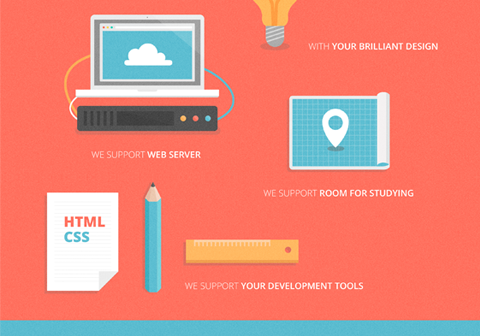 WITH YOUR BRILLIANT DESIGN
WE SUPPORT WEB SERVER
WE SUPPORT ROOM FOR STUDYING
HTML
CSS
WE SUPPORT YOUR DEVELOPMENT TOOLS